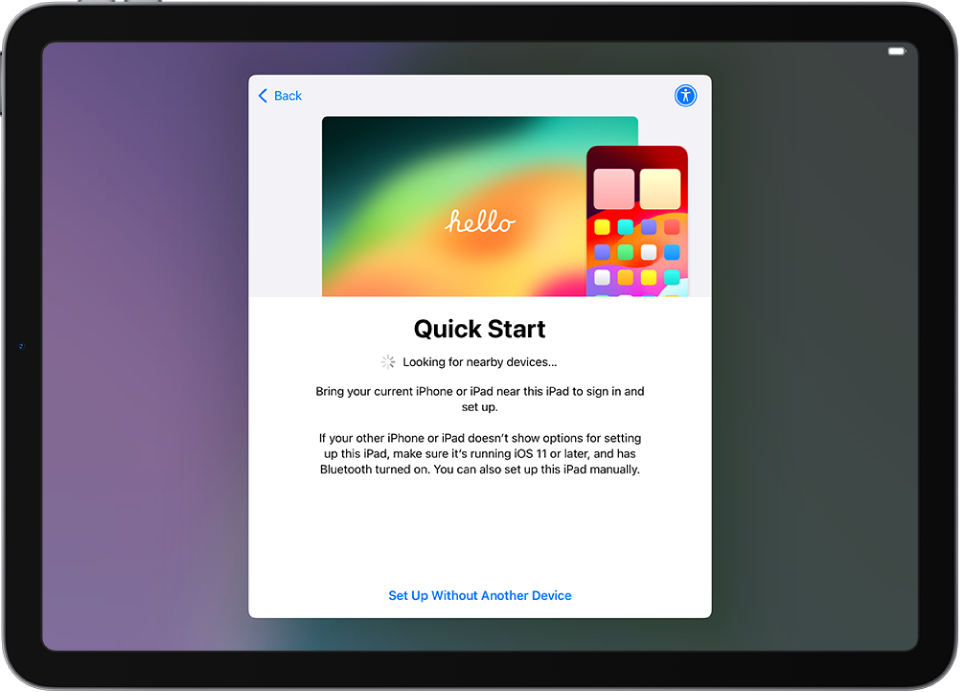 Back
hello
Quick Start
Looking for nearby devices...
Bring your current iPhone or iPad near this iPad to sign in and
set up.
If your other iPhone or iPad doesn't show options for setting
up this iPad, make sure it's running iOS 11 or later, and has
Bluetooth turned on. You can also set up this iPad manually.
Set Up Without Another Device